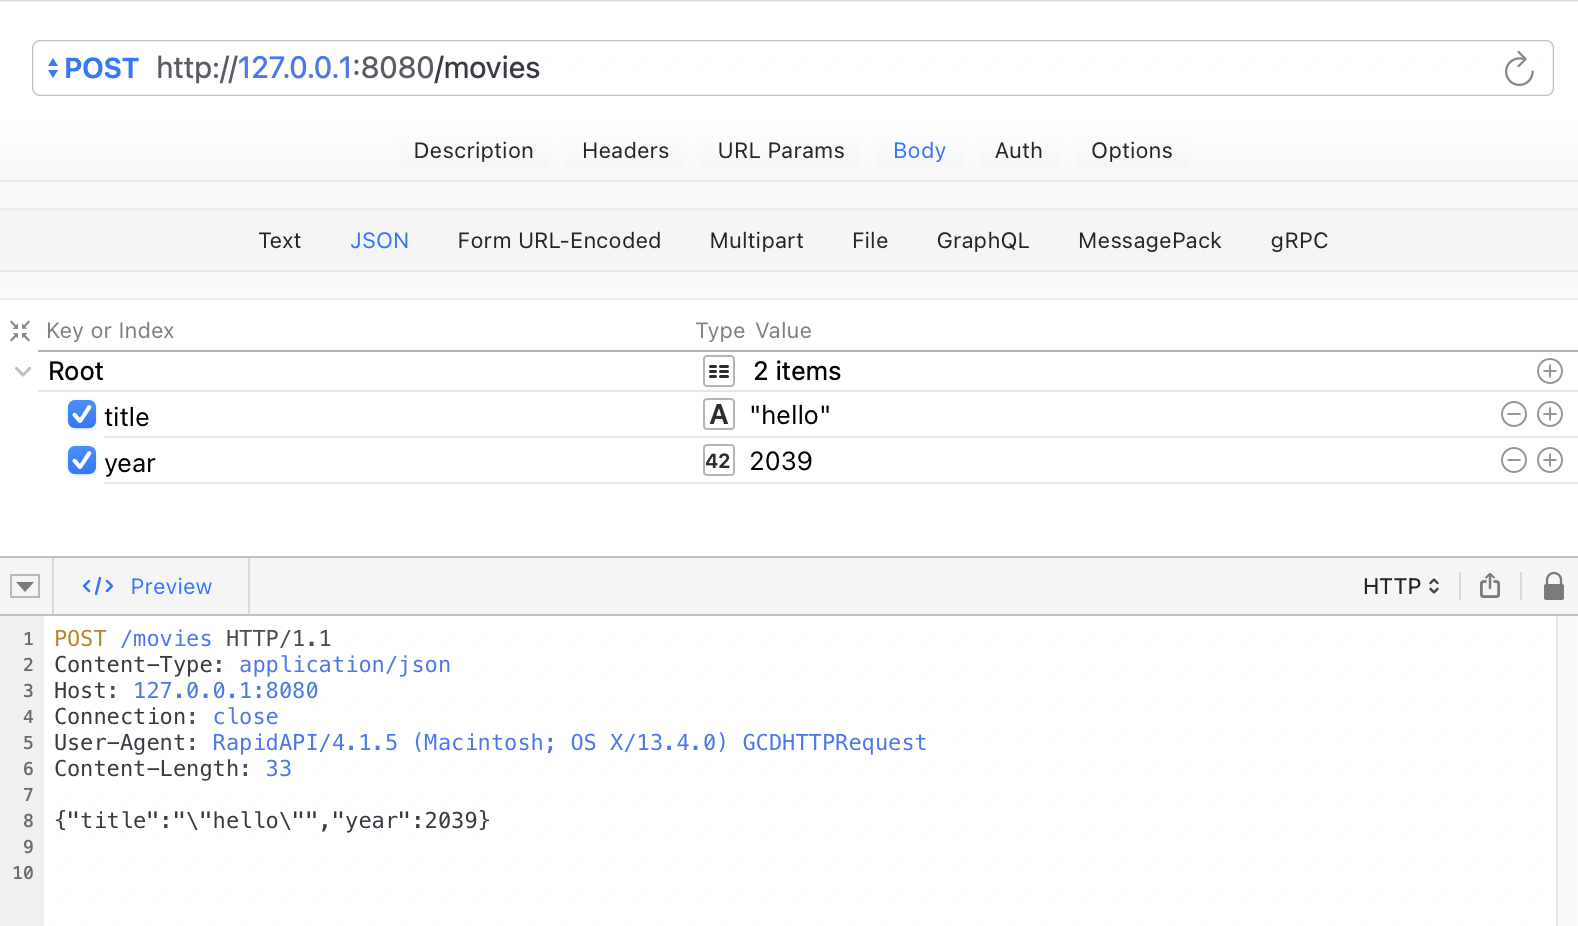 POST http://127.0.0.1:8080/movies
Description Headers URL Params Body Auth Options
Text JSON Form URL-Encoded Multipart File GraphQL MessagePack gRPC
Key or Index Type Value
Root 2 items
title A "hello"
year 42 2039
</> Preview HTTP
1 POST /movies HTTP/1.1
2 Content-Type: application/json
3 Host: 127.0.0.1:8080
4 Connection: close
5 User-Agent: RapidAPI/4.1.5 (Macintosh; OS X/13.4.0) GCDHTTPRequest
6 Content-Length: 33
7
8 {"title":"\"hello\"","year":2039}
9
10